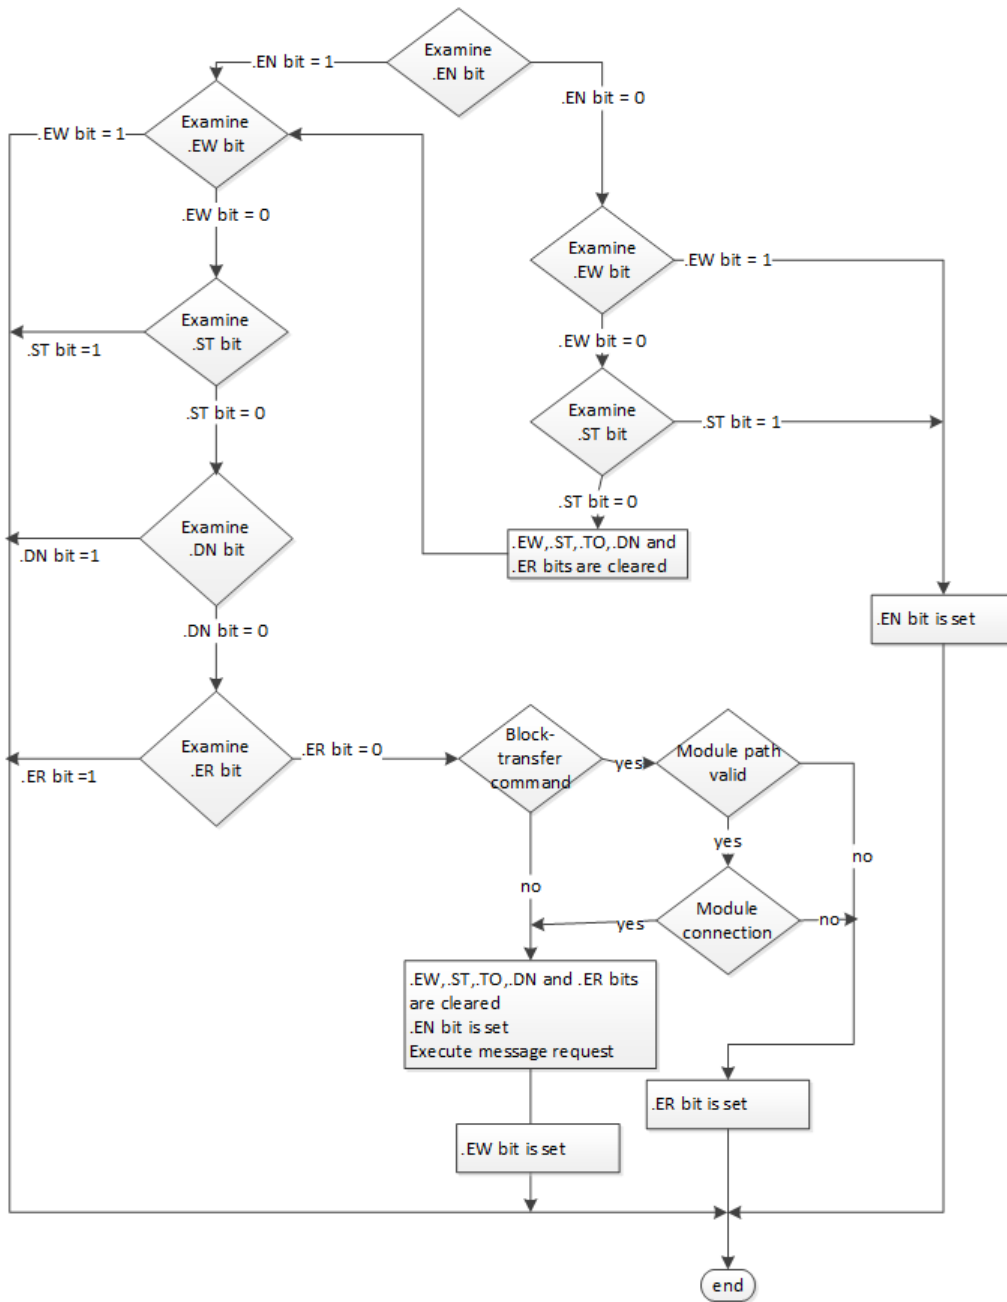 Examine
.EN bit
.EN bit = 1
.EN bit = 0
Examine
.EW bit
.EW bit = 1
.EW bit = 0
Examine
.EW bit
.EW bit = 1
.EW bit = 0
Examine
.ST bit
.ST bit =1
.ST bit = 0
Examine
.ST bit
.ST bit = 1
.ST bit = 0
.EW,.ST,.TO,.DN and
.ER bits are cleared
Examine
.DN bit
.DN bit =1
.DN bit = 0
.EN bit is set
Examine
.ER bit
.ER bit =1
.ER bit = 0
Block-
transfer
command
yes
no
Module path
valid
yes
no
Module
connection
yes
no
.EW,.ST,.TO,.DN and .ER bits
are cleared
.EN bit is set
Execute message request
.ER bit is set
.EW bit is set
end